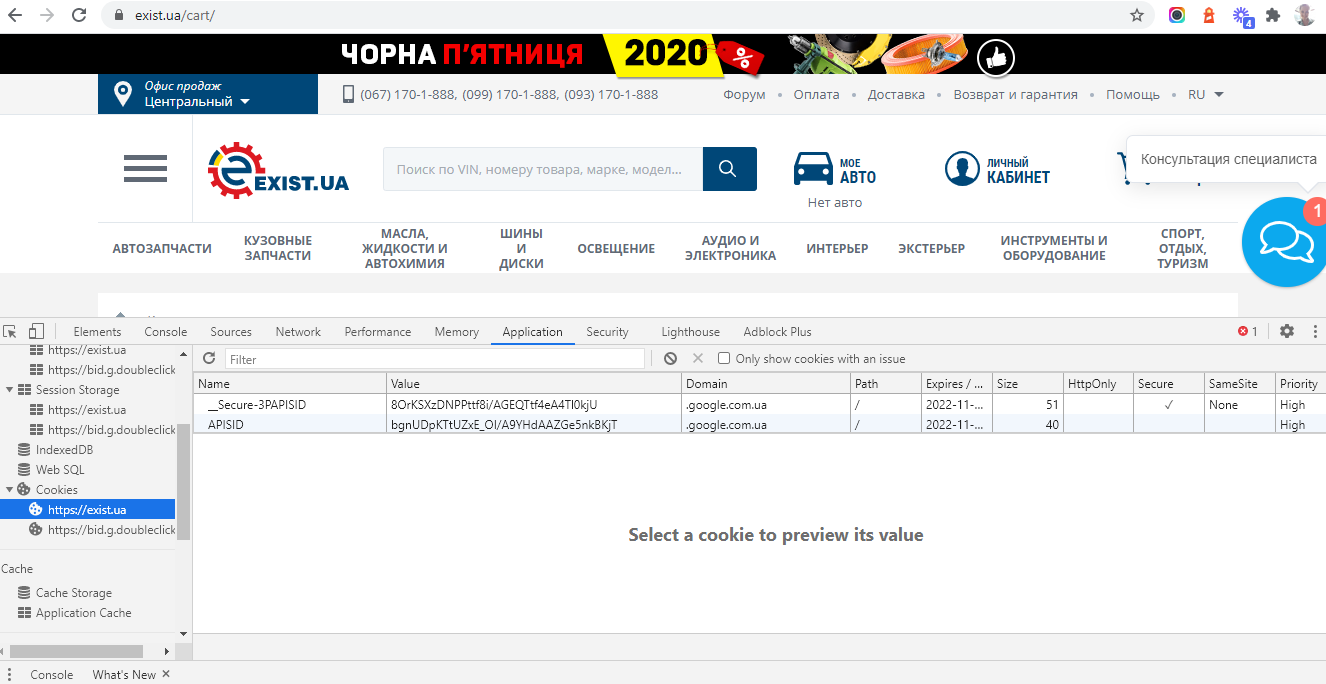 exist.ua/cart/
4
ЧОРНА П'ЯТНИЦЯ 2020 %
Офис продаж
Центральный
(067) 170-1-888, (099) 170-1-888, (093) 170-1-888
Форум • Оплата • Доставка • Возврат и гарантия • Помощь • RU
EXIST.UA
Поиск по VIN, номеру товара, марке, модел...
МОЕ
АВТО
Нет авто
ЛИЧНЫЙ
КАБИНЕТ
Консультация специалиста
1
АВТОЗАПЧАСТИ
КУЗОВНЫЕ
ЗАПЧАСТИ
МАСЛА,
ЖИДКОСТИ И
АВТОХИМИЯ
ШИНЫ
И
ДИСКИ
ОСВЕЩЕНИЕ
АУДИО И
ЭЛЕКТРОНИКА
ИНТЕРЬЕР
ЭКСТЕРЬЕР
ИНСТРУМЕНТЫ И
ОБОРУДОВАНИЕ
СПОРТ,
ОТДЫХ,
ТУРИЗМ
Elements Console Sources Network Performance Memory Application Security Lighthouse Adblock Plus 1
https://exist.ua
https://bid.g.doubleclick
Session Storage
https://exist.ua
https://bid.g.doubleclick
IndexedDB
Web SQL
Cookies
https://exist.ua
https://bid.g.doubleclick
Cache
Cache Storage
Application Cache
Filter
Only show cookies with an issue
Name Value Domain Path Expires / ... Size HttpOnly Secure SameSite Priority
__Secure-3PAPISID 8OrKSXzDNPPttf8i/AGEQTtf4eA4TI0kjU .google.com.ua / 2022-11-... 51 ✓ None High
APISID bgnUDpKTtUZxE_OI/A9YHdAAZGe5nkBKjT .google.com.ua / 2022-11-... 40 High
Select a cookie to preview its value
Console What's New